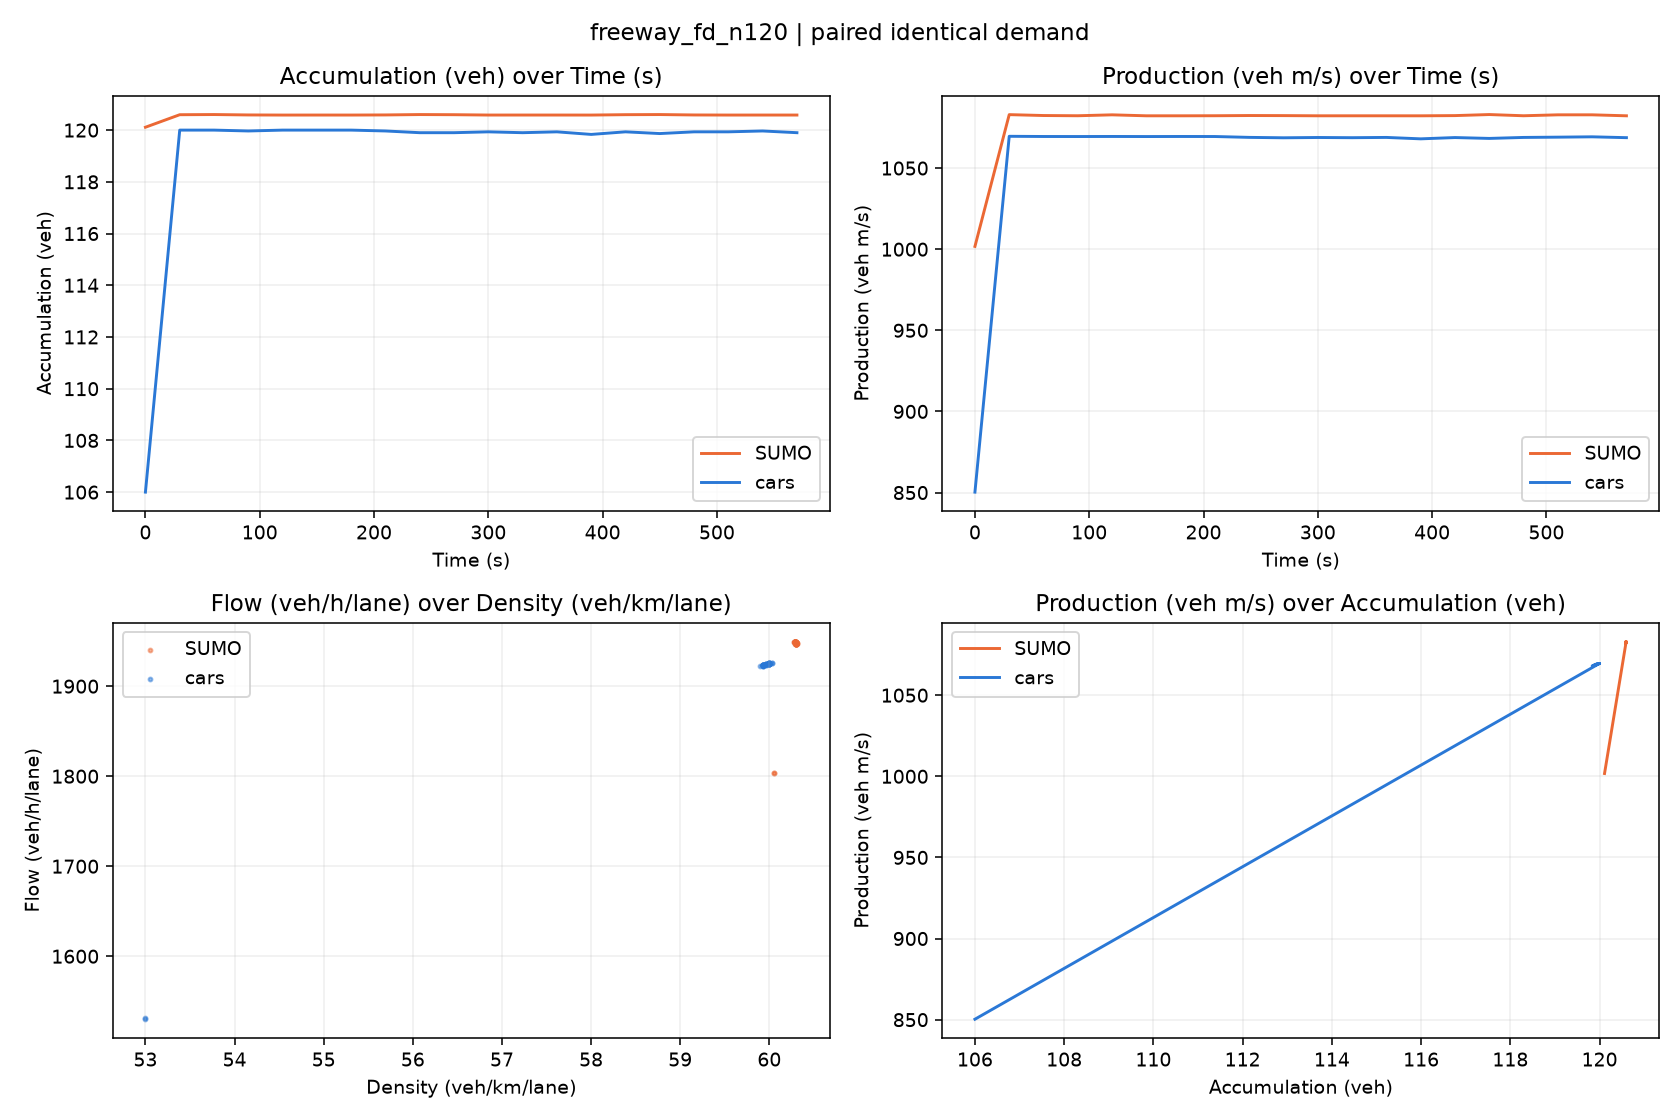 freeway_fd_n120 | paired identical demand
Accumulation (veh) over Time (s)
Accumulation (veh)
120
118
116
114
112
110
108
106
SUMO
cars
0
100
200
300
400
500
Time (s)
Production (veh m/s) over Time (s)
Production (veh m/s)
1050
1000
950
900
850
SUMO
cars
0
100
200
300
400
500
Time (s)
Flow (veh/h/lane) over Density (veh/km/lane)
Flow (veh/h/lane)
SUMO
cars
1900
1800
1700
1600
53
54
55
56
57
58
59
60
Density (veh/km/lane)
Production (veh m/s) over Accumulation (veh)
Production (veh m/s)
SUMO
cars
1050
1000
950
900
850
106
108
110
112
114
116
118
120
Accumulation (veh)